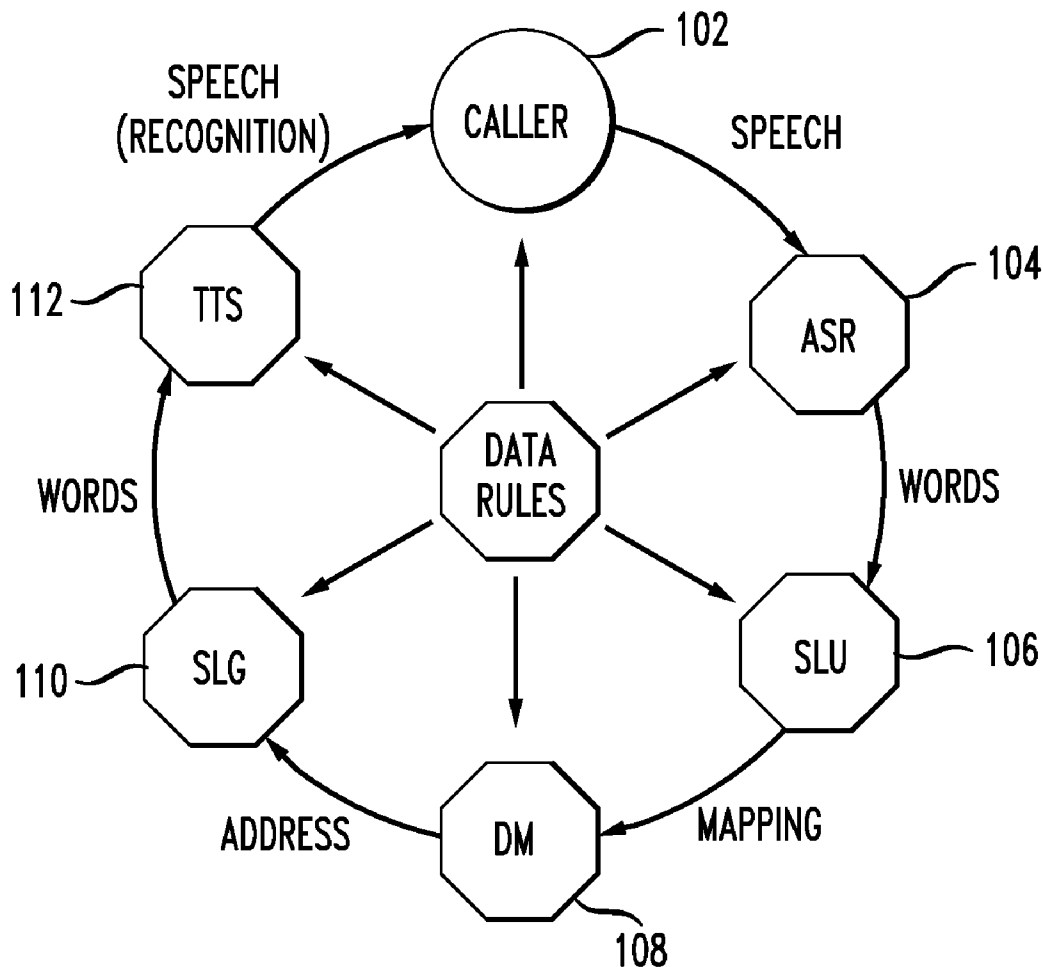 102
SPEECH
(RECOGNITION)
CALLER
SPEECH
112
TTS
104
ASR
DATA
RULES
WORDS
WORDS
110
SLG
SLU
106
ADDRESS
DM
MAPPING
108